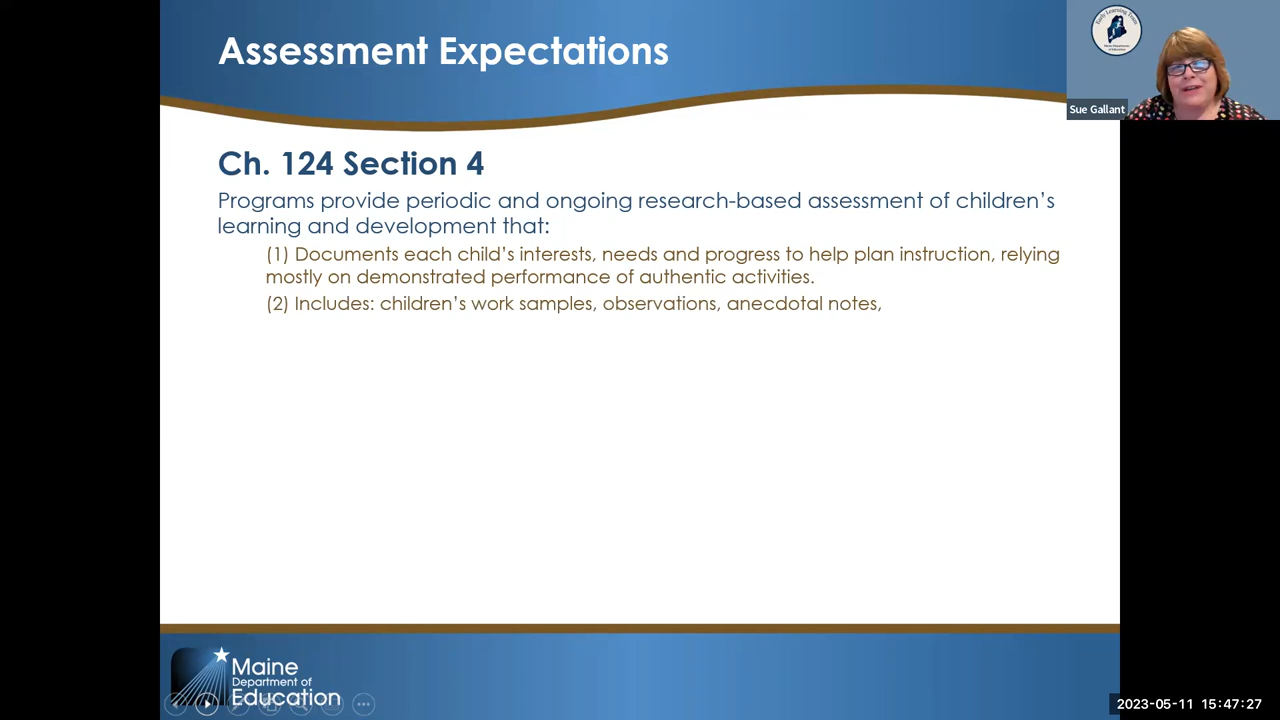 Assessment Expectations
Sue Gallant
Ch. 124 Section 4
Programs provide periodic and ongoing research-based assessment of children’s
learning and development that:
(1) Documents each child’s interests, needs and progress to help plan instruction, relying
mostly on demonstrated performance of authentic activities.
(2) Includes: children’s work samples, observations, anecdotal notes,
Maine
Department of
Education
2023-05-11 15:47:27